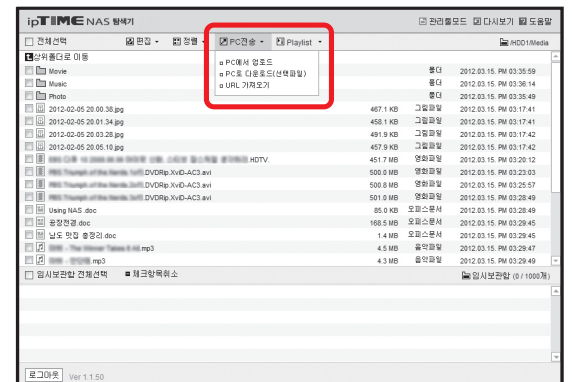 ipTIME NAS 탐색기 관리툴모드 다시보기 도움말
전체선택 편집 정렬 PC전송 Playlist /HDD1/Media
상위폴더로 이동
PC에서 업로드
PC로 다운로드(선택파일)
URL 가져오기
Movie 폴더 2012.03.15. PM 03:35:59
Music 폴더 2012.03.15. PM 03:36:14
Photo 폴더 2012.03.15. PM 03:35:49
2012-02-05 20.00.38.jpg 467.1 KB 그림파일 2012.03.15. PM 03:17:41
2012-02-05 20.01.34.jpg 458.1 KB 그림파일 2012.03.15. PM 03:17:41
2012-02-05 20.03.28.jpg 491.9 KB 그림파일 2012.03.15. PM 03:17:42
2012-02-05 20.05.10.jpg 457.9 KB 그림파일 2012.03.15. PM 03:17:42
.HDTV. 451.7 MB 영화파일 2012.03.15. PM 03:20:12
.DVDRip.XviD-AC3.avi 500.0 MB 영화파일 2012.03.15. PM 03:23:03
.DVDRip.XviD-AC3.avi 500.8 MB 영화파일 2012.03.15. PM 03:25:57
.DVDRip.XviD-AC3.avi 501.0 MB 영화파일 2012.03.15. PM 03:28:49
Using NAS .doc 85.0 KB 오피스문서 2012.03.15. PM 03:28:49
공장전경.doc 168.5 MB 오피스문서 2012.03.15. PM 03:29:45
남도 맛집 총정리.doc 1.4 MB 오피스문서 2012.03.15. PM 03:29:45
.mp3 4.5 MB 음악파일 2012.03.15. PM 03:29:47
.mp3 4.3 MB 음악파일 2012.03.15. PM 03:29:49
임시보관함 전체선택 체크항목취소 임시보관함 (0 / 1000개)
로그아웃 Ver 1.1.50